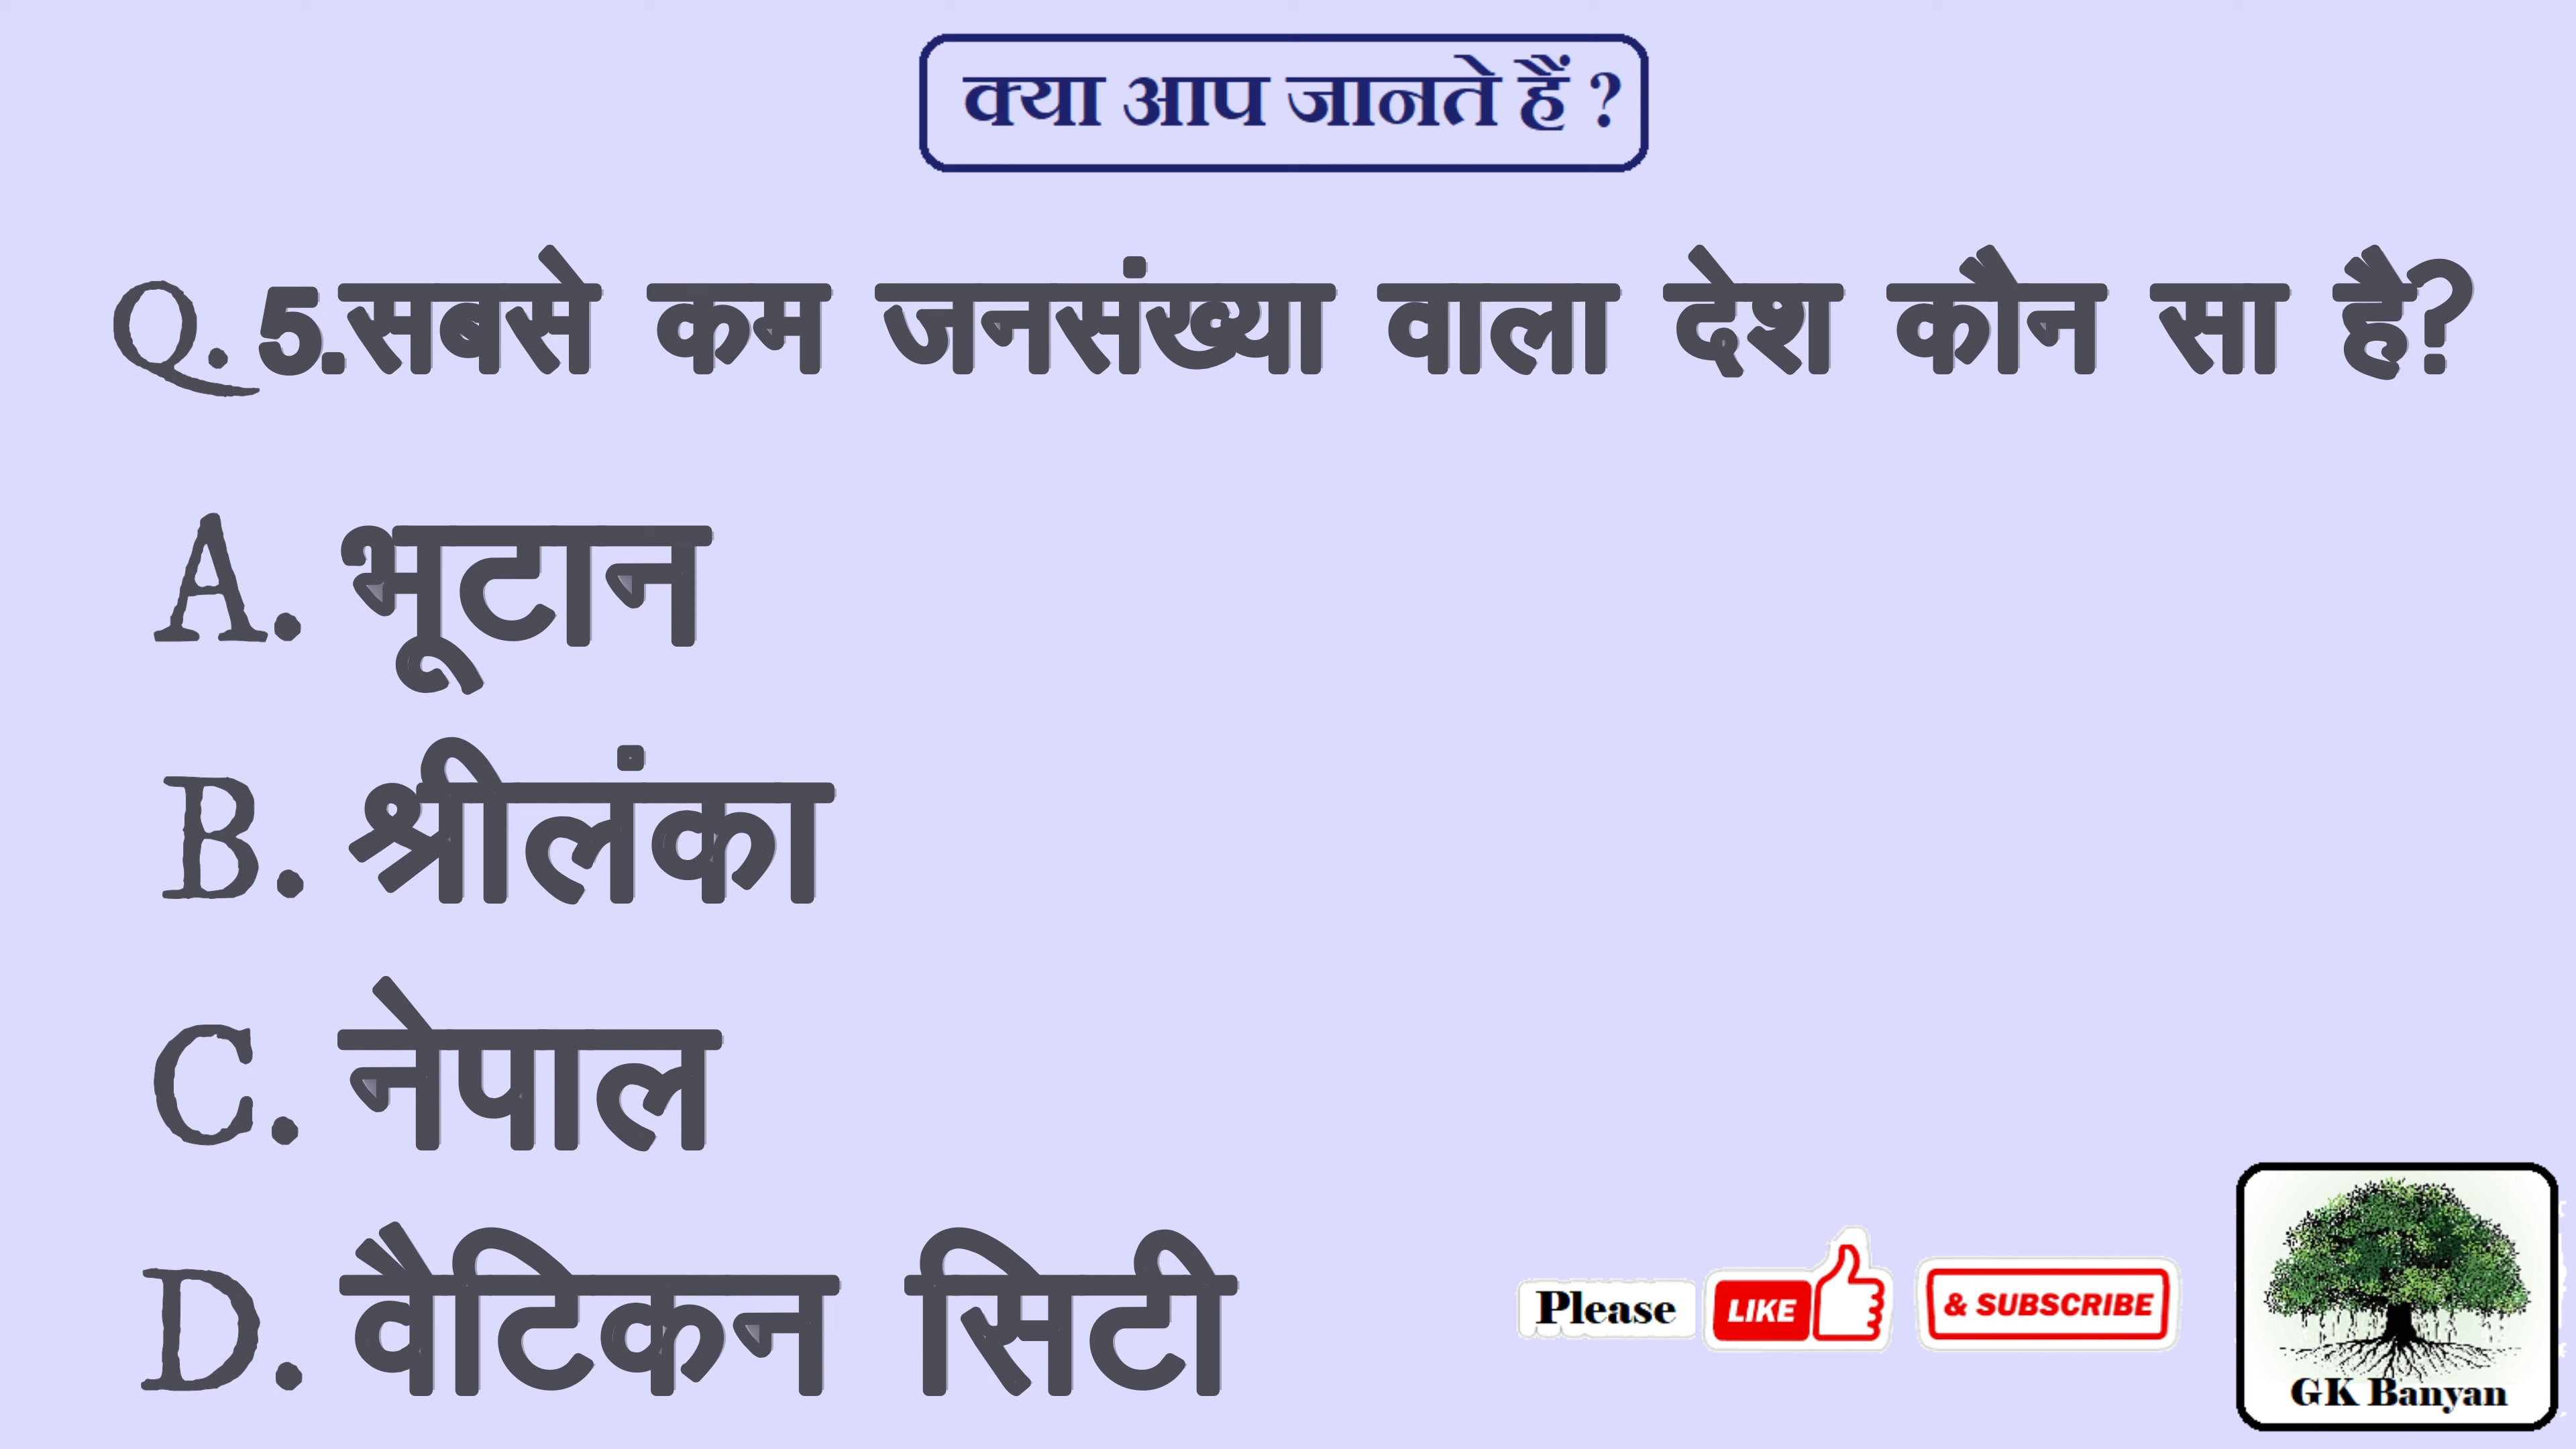 क्या आप जानते हैं ?
Q. 5.सबसे कम जनसंख्या वाला देश कौन सा है?
A. भूटान
B. श्रीलंका
C. नेपाल
D. वैटिकन सिटी
Please LIKE & SUBSCRIBE
GK Banyan